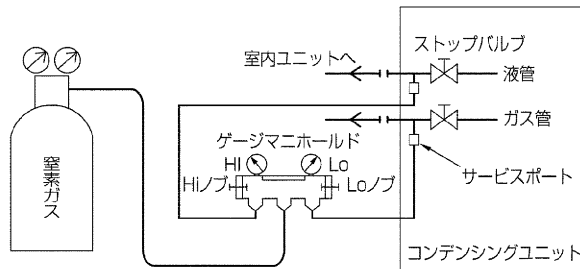 ストップバルブ
室内ユニットへ
液管
ガス管
ゲージマニホールド
HI
Lo
Hiノブ
Loノブ
サービスポート
窒素ガス
コンデンシングユニット